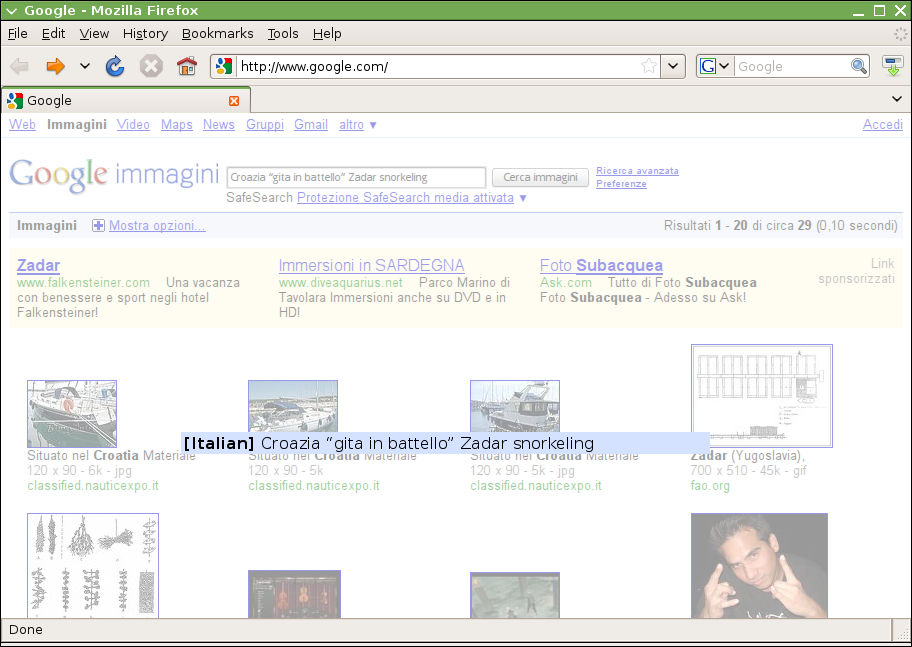 Google - Mozilla Firefox
File Edit View History Bookmarks Tools Help
http://www.google.com/
G Google
Google
Web Immagini Video Maps News Gruppi Gmail altro ▼ Accedi
Google immagini Croazia “gita in battello” Zadar snorkeling Cerca immagini Ricerca avanzata
Preferenze
SafeSearch Protezione SafeSearch media attivata ▼
Immagini Mostra opzioni... Risultati 1 - 20 di circa 29 (0,10 secondi)
Zadar
www.falkensteiner.com Una vacanza
con benessere e sport negli hotel
Falkensteiner!
Immersioni in SARDEGNA
www.diveaquarius.net Parco Marino di
Tavolara Immersioni anche su DVD e in
HD!
Foto Subacquea
Ask.com Tutto di Foto Subacquea
Foto Subacquea - Adesso su Ask!
Link
sponsorizzati
[Italian] Croazia “gita in battello” Zadar snorkeling
Situato nel Croatia Materiale
120 x 90 - 6k - jpg
classified.nauticexpo.it
Situato nel Croatia Materiale
120 x 90 - 5k
classified.nauticexpo.it
Situato nel Croatia Materiale
120 x 90 - 5k - jpg
classified.nauticexpo.it
Zadar (Yugoslavia),
700 x 510 - 45k - gif
fao.org
Done